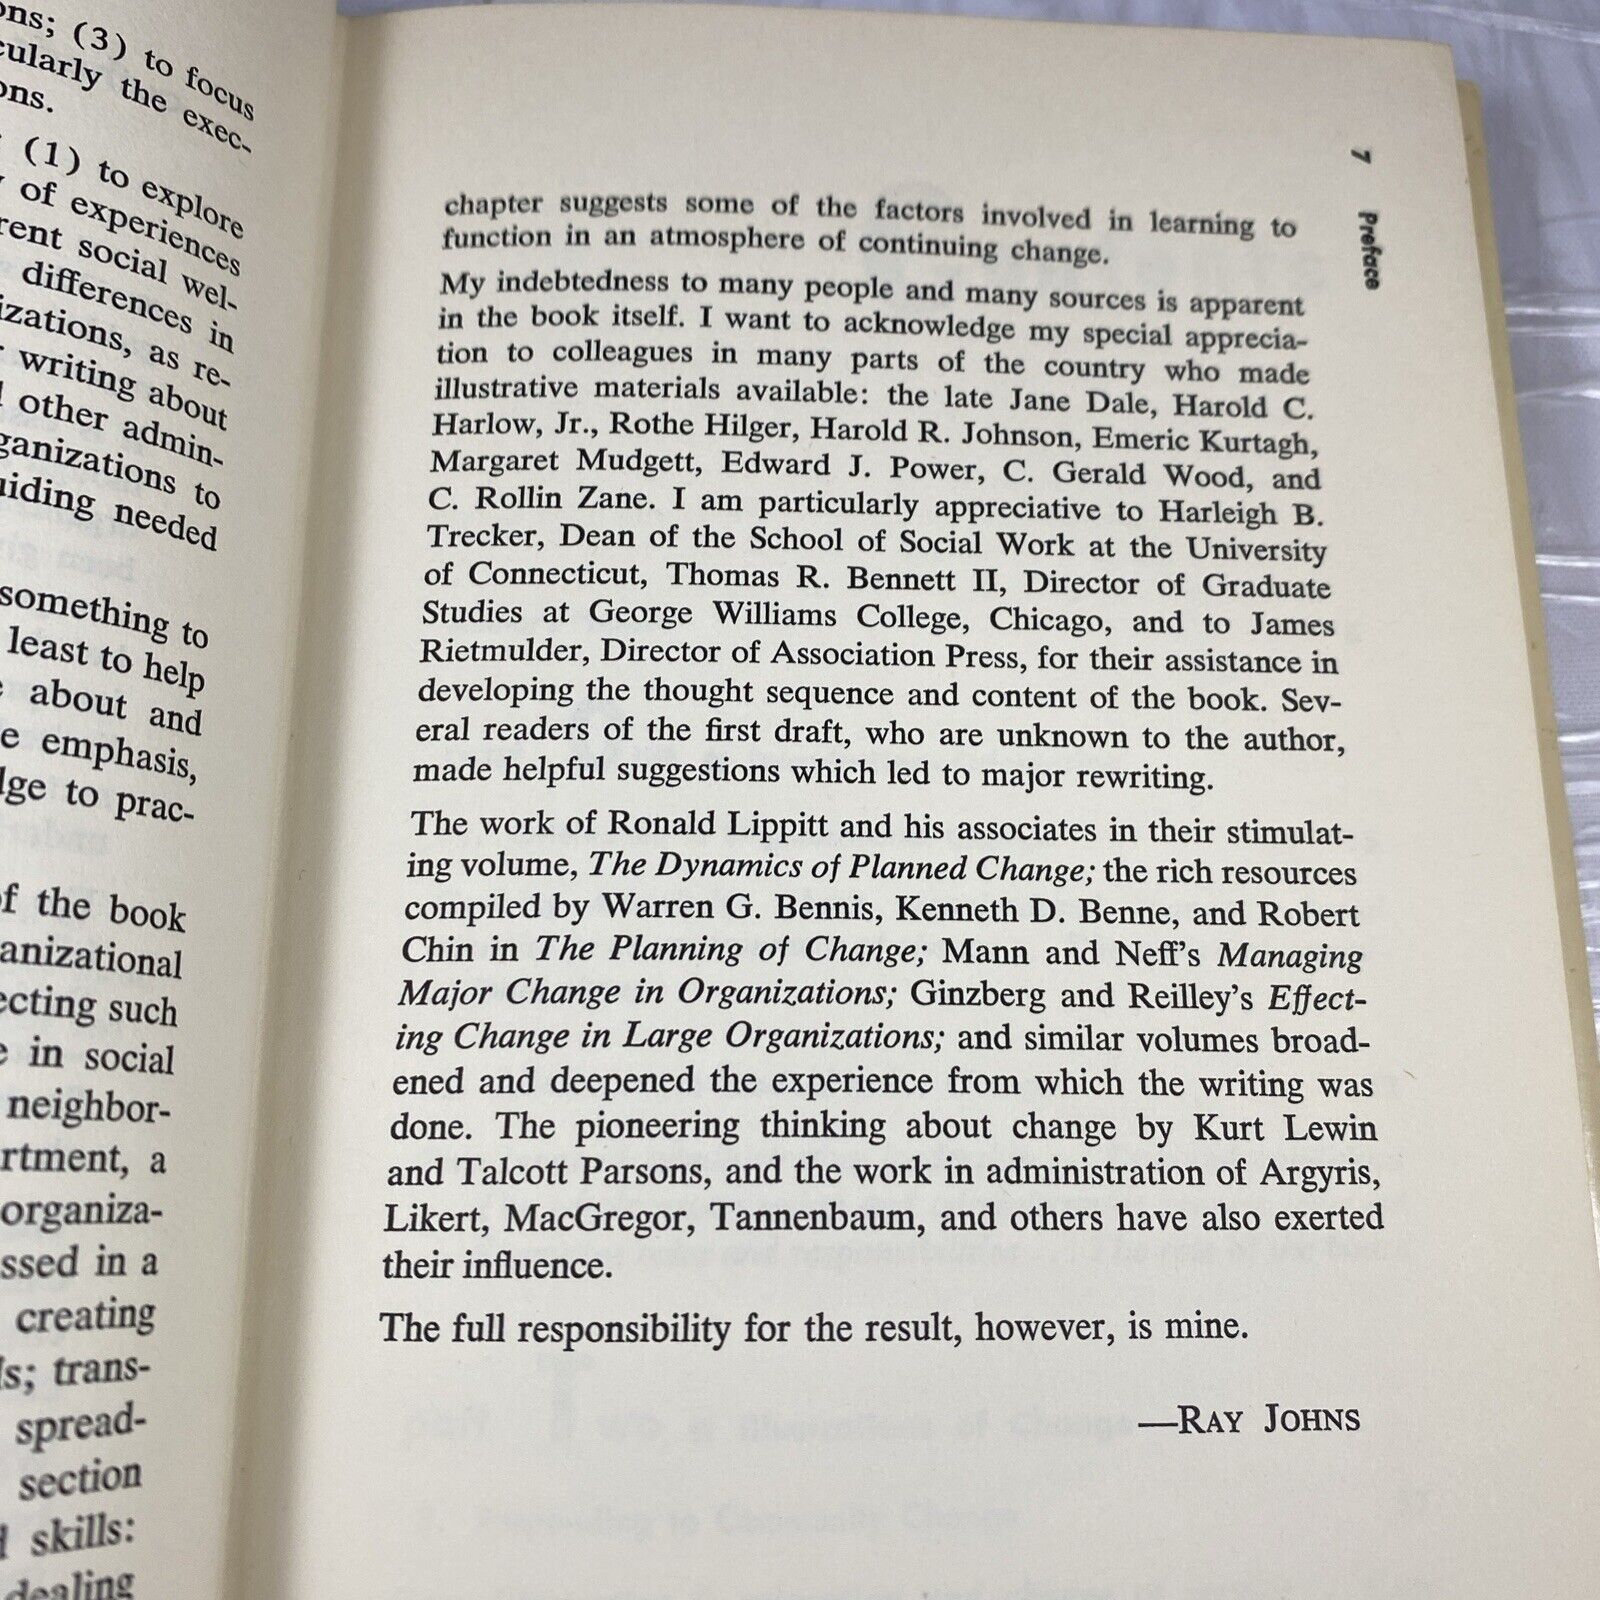 ons; (3) to focus
cularly the exec-
ons.
(1) to explore
of experiences
rent social wel-
differences in
izations, as re-
writing about
other admin-
ganizations to
iding needed
something to
least to help
about and
e emphasis,
dge to prac-
of the book
anizational
ecting such
in social
neighbor-
rtment, a
organiza-
ssed in a
creating
ls; trans-
spread-
section
skills:
dealing
7 Preface
chapter suggests some of the factors involved in learning to
function in an atmosphere of continuing change.
My indebtedness to many people and many sources is apparent
in the book itself. I want to acknowledge my special apprecia-
tion to colleagues in many parts of the country who made
illustrative materials available: the late Jane Dale, Harold C.
Harlow, Jr., Rothe Hilger, Harold R. Johnson, Emeric Kurtagh,
Margaret Mudgett, Edward J. Power, C. Gerald Wood, and
C. Rollin Zane. I am particularly appreciative to Harleigh B.
Trecker, Dean of the School of Social Work at the University
of Connecticut, Thomas R. Bennett II, Director of Graduate
Studies at George Williams College, Chicago, and to James
Rietmulder, Director of Association Press, for their assistance in
developing the thought sequence and content of the book. Sev-
eral readers of the first draft, who are unknown to the author,
made helpful suggestions which led to major rewriting.
The work of Ronald Lippitt and his associates in their stimulat-
ing volume, The Dynamics of Planned Change; the rich resources
compiled by Warren G. Bennis, Kenneth D. Benne, and Robert
Chin in The Planning of Change; Mann and Neff's Managing
Major Change in Organizations; Ginzberg and Reilley's Effect-
ing Change in Large Organizations; and similar volumes broad-
ened and deepened the experience from which the writing was
done. The pioneering thinking about change by Kurt Lewin
and Talcott Parsons, and the work in administration of Argyris,
Likert, MacGregor, Tannenbaum, and others have also exerted
their influence.
The full responsibility for the result, however, is mine.
—RAY JOHNS